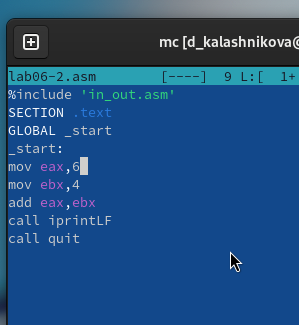 mc [d_kalashnikova@
lab06-2.asm [----] 9 L:[ 1+
%include 'in_out.asm'
SECTION .text
GLOBAL _start
_start:
mov eax,6
mov ebx,4
add eax,ebx
call iprintLF
call quit